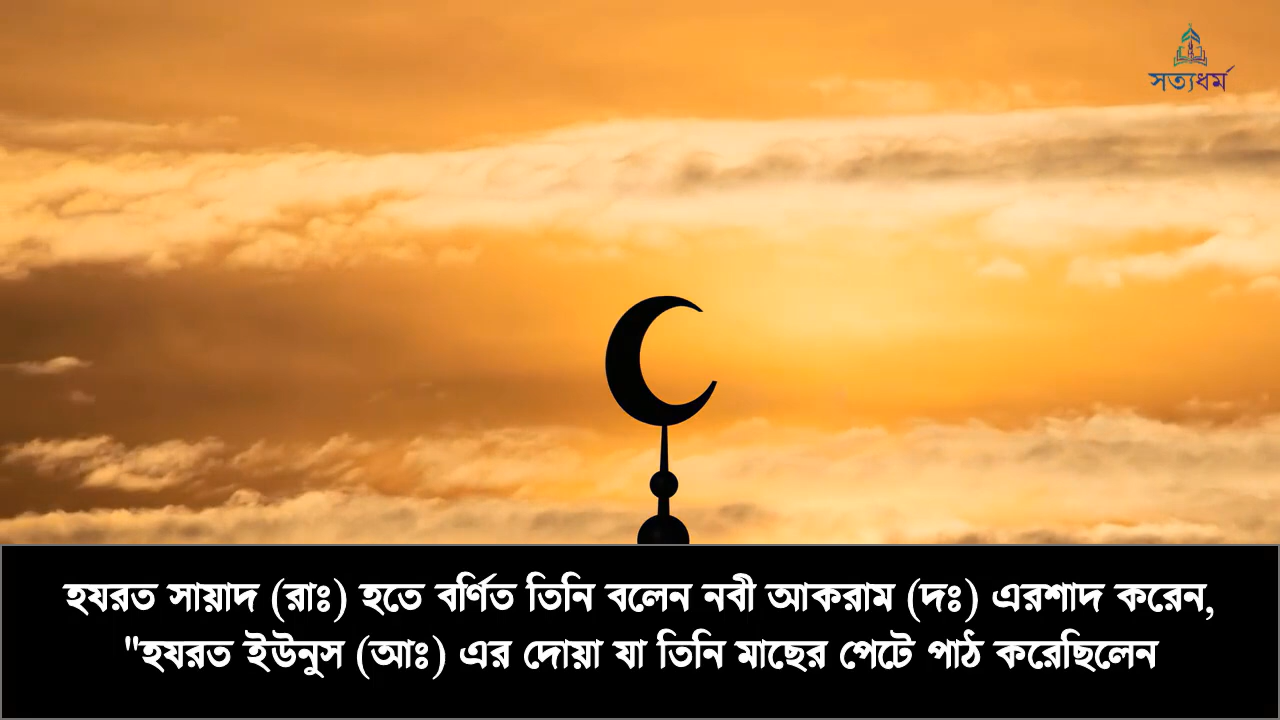 সত্যধর্ম
হযরত সায়াদ (রাঃ) হতে বর্ণিত তিনি বলেন নবী আকরাম (দঃ) এরশাদ করেন,
"হযরত ইউনুস (আঃ) এর দোয়া যা তিনি মাছের পেটে পাঠ করেছিলেন